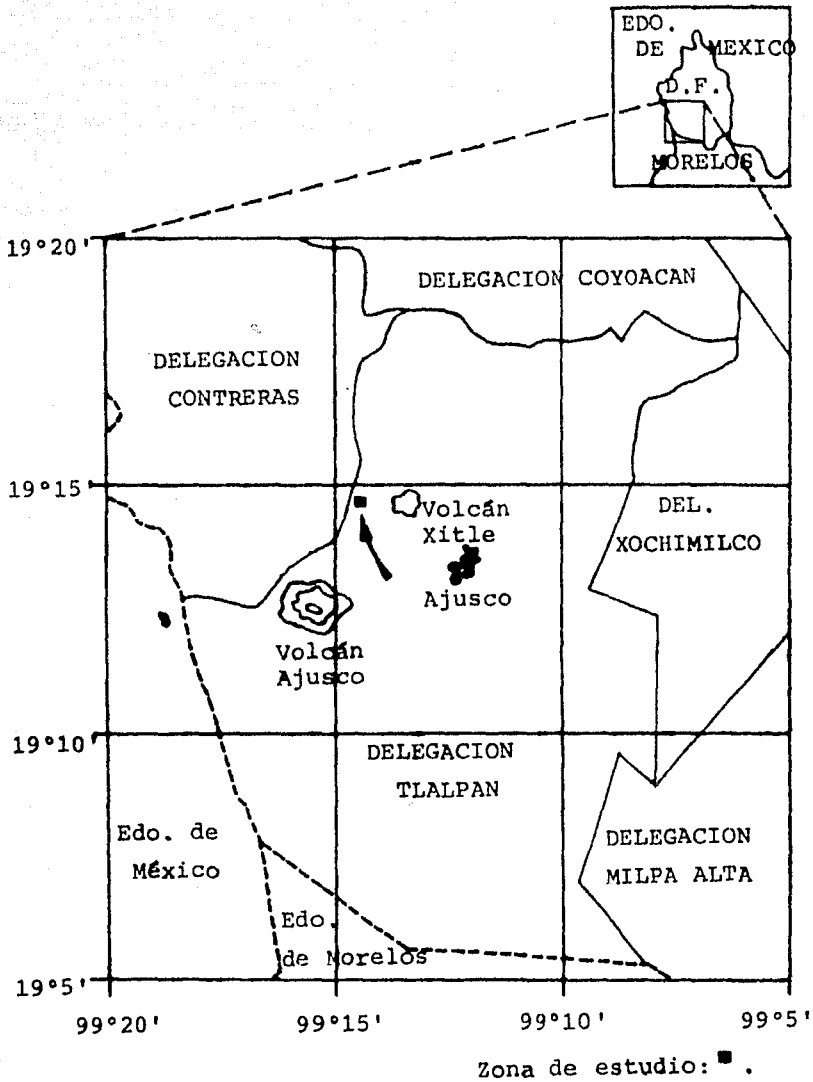 EDO.
DE MEXICO
D.F.
MORELOS
19°20'
DELEGACION COYOACAN
DELEGACION
CONTRERAS
19°15'
Volcán
Xitle
DEL.
XOCHIMILCO
Ajusco
Volcán
Ajusco
19°10'
DELEGACION
TLALPAN
Edo. de
México
DELEGACION
MILPA ALTA
Edo.
de Morelos
19°5'
99°20' 99°15' 99°10' 99°5'
Zona de estudio: ■ .